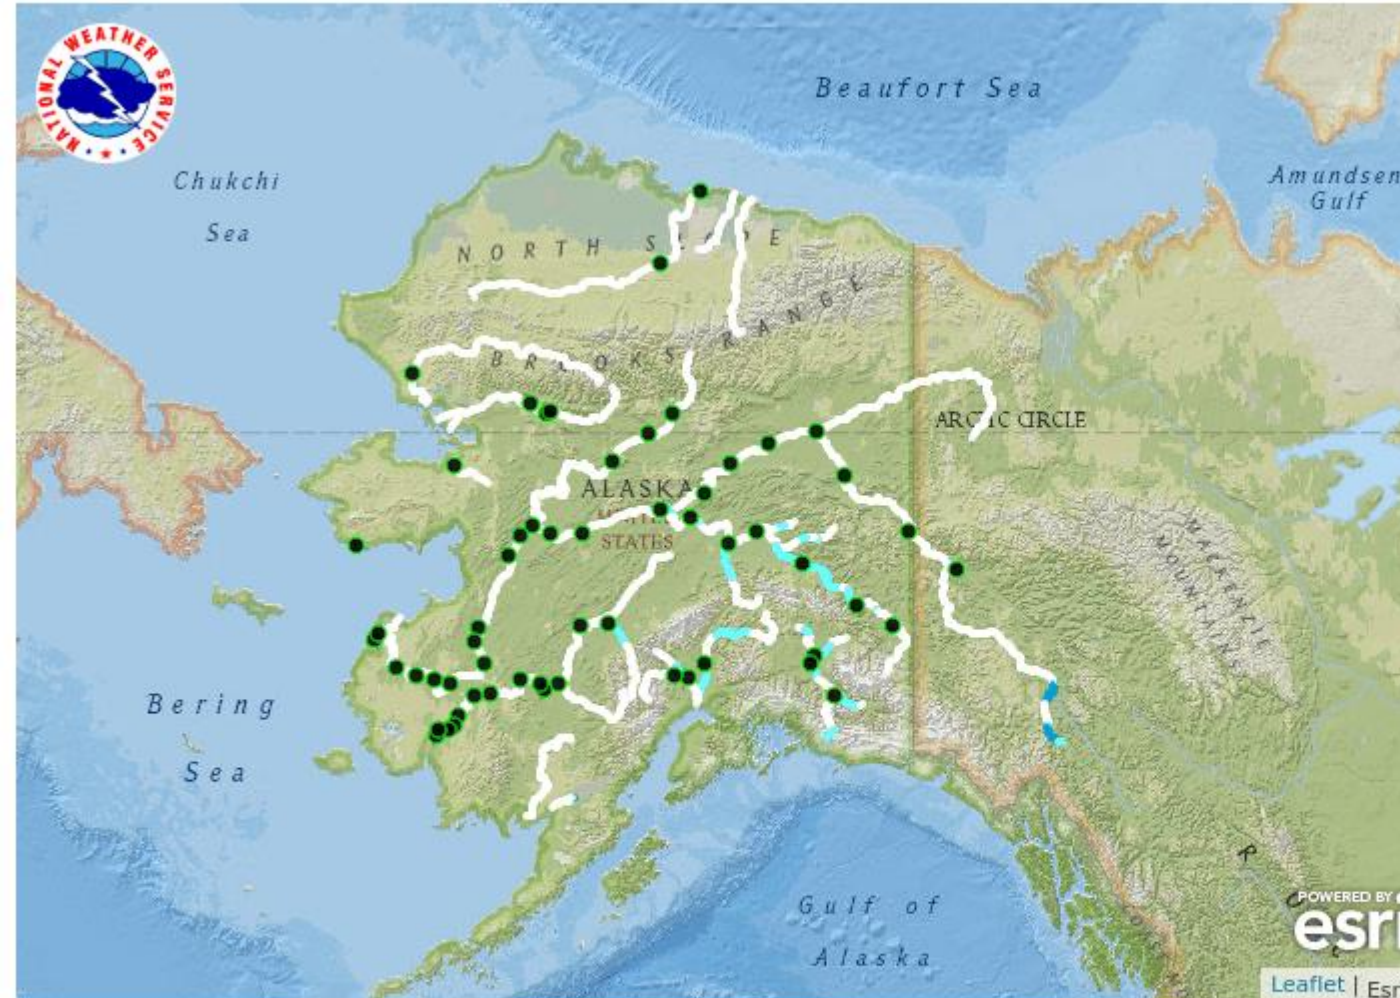 NATIONAL WEATHER SERVICE
Beaufort Sea
Chukchi
Sea
Amundsen
Gulf
NORTH SLOPE
BROOKS RANGE
ARCTIC CIRCLE
ALASKA
STATES
MACKENZIE
MOUNTAINS
Bering
Sea
Gulf of
Alaska
R
O
POWERED BY
esri
Leaflet | Esr